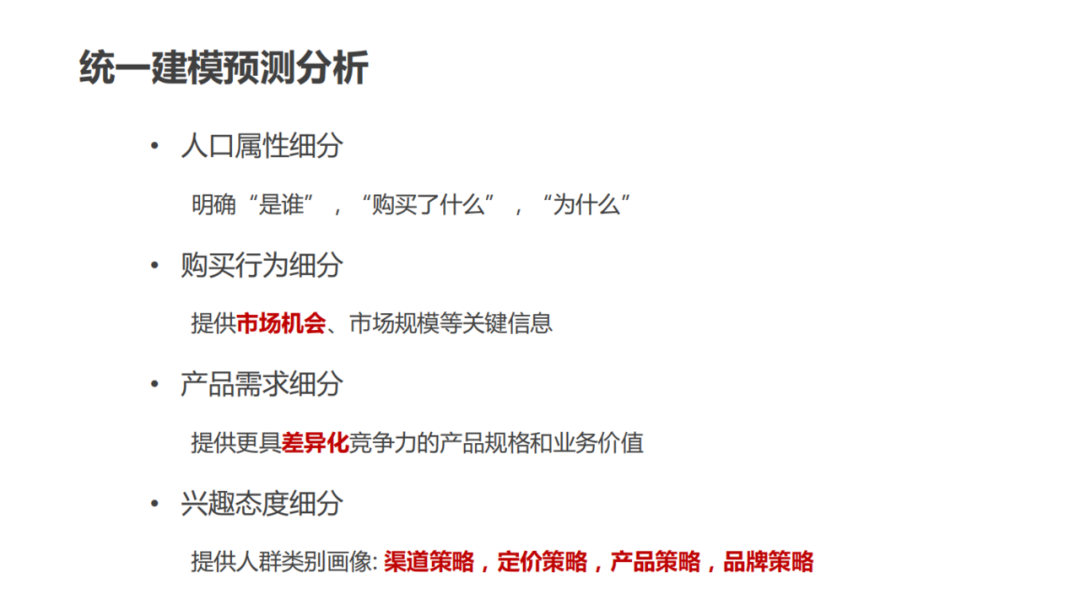 统一建模预测分析
• 人口属性细分
明确“是谁”，“购买了什么”，“为什么”
• 购买行为细分
提供市场机会、市场规模等关键信息
• 产品需求细分
提供更具差异化竞争力的产品规格和业务价值
• 兴趣态度细分
提供人群类别画像: 渠道策略，定价策略，产品策略，品牌策略